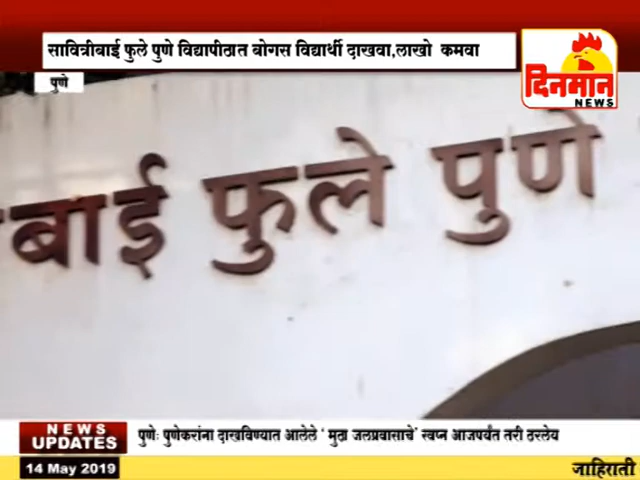 सावित्रीबाई फुले पुणे विद्यापीठात बोगस विद्यार्थी दाखवा,लाखो कमवा
दिनमान
NEWS
पुणे
बाई फुले पुणे
NEWS
UPDATES
पुणेः पुणेकरांना दाखविण्यात आलेले ' मुठा जलप्रवासाचे' स्वप्न आजपर्यंत तरी ठरलेय
14 May 2019
जाहिराती